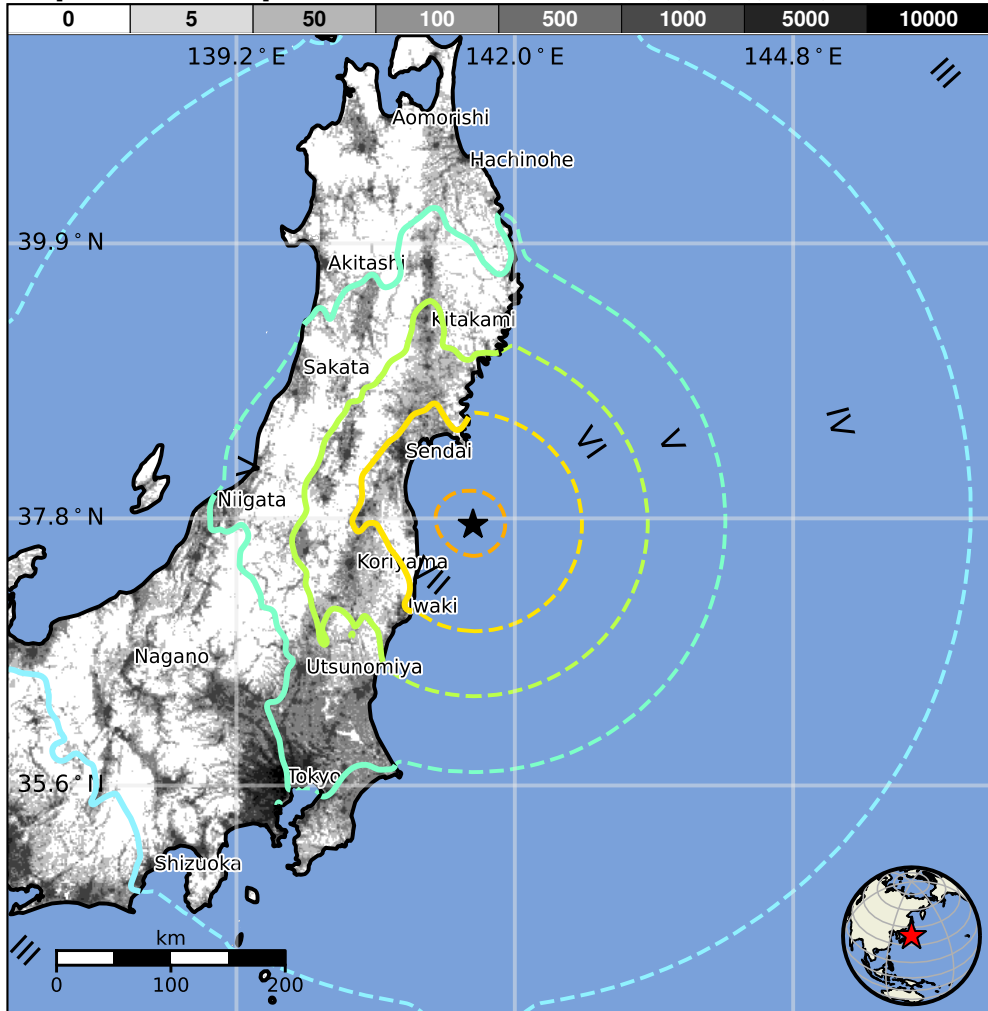 0 5 50 100 500 1000 5000 10000
139.2°E 142.0°E 144.8°E
III
Aomorishi
Hachinohe
39.9°N
Akitashi
Kitakami
Sakata
IV
VI V
Sendai
V
Niigata
37.8°N
Koriyama
VII
Iwaki
Nagano
Utsunomiya
Tokyo
35.6°N
Shizuoka
III
km
0 100 200